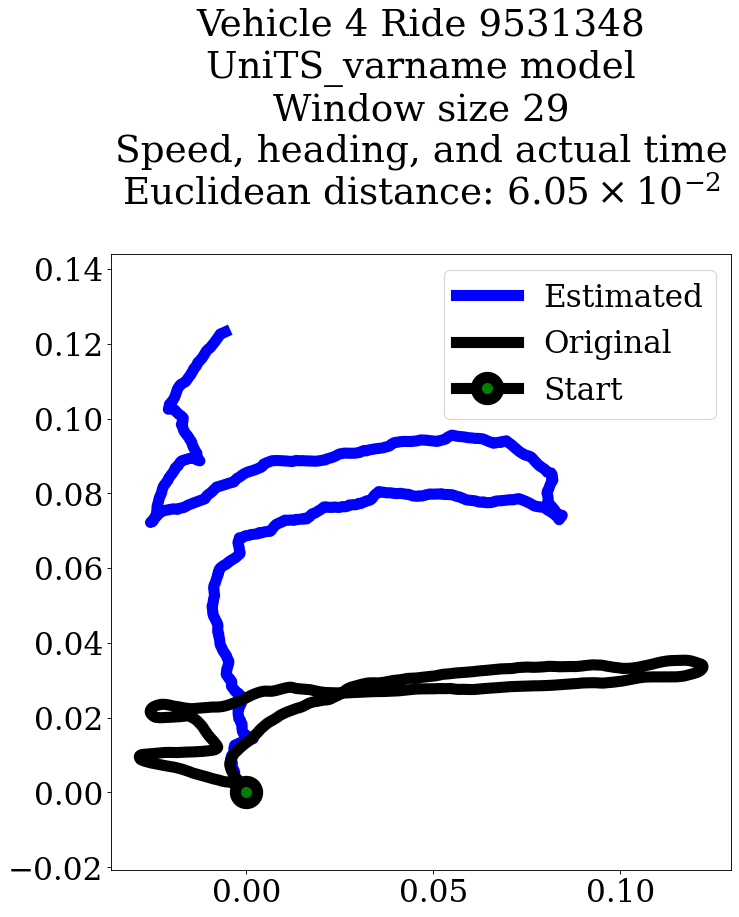 Vehicle 4 Ride 9531348
UniTS_varname model
Window size 29
Speed, heading, and actual time
Euclidean distance: 6.05 × 10⁻²
0.14
0.12
0.10
0.08
0.06
0.04
0.02
0.00
−0.02
Estimated
Original
Start
0.00 0.05 0.10